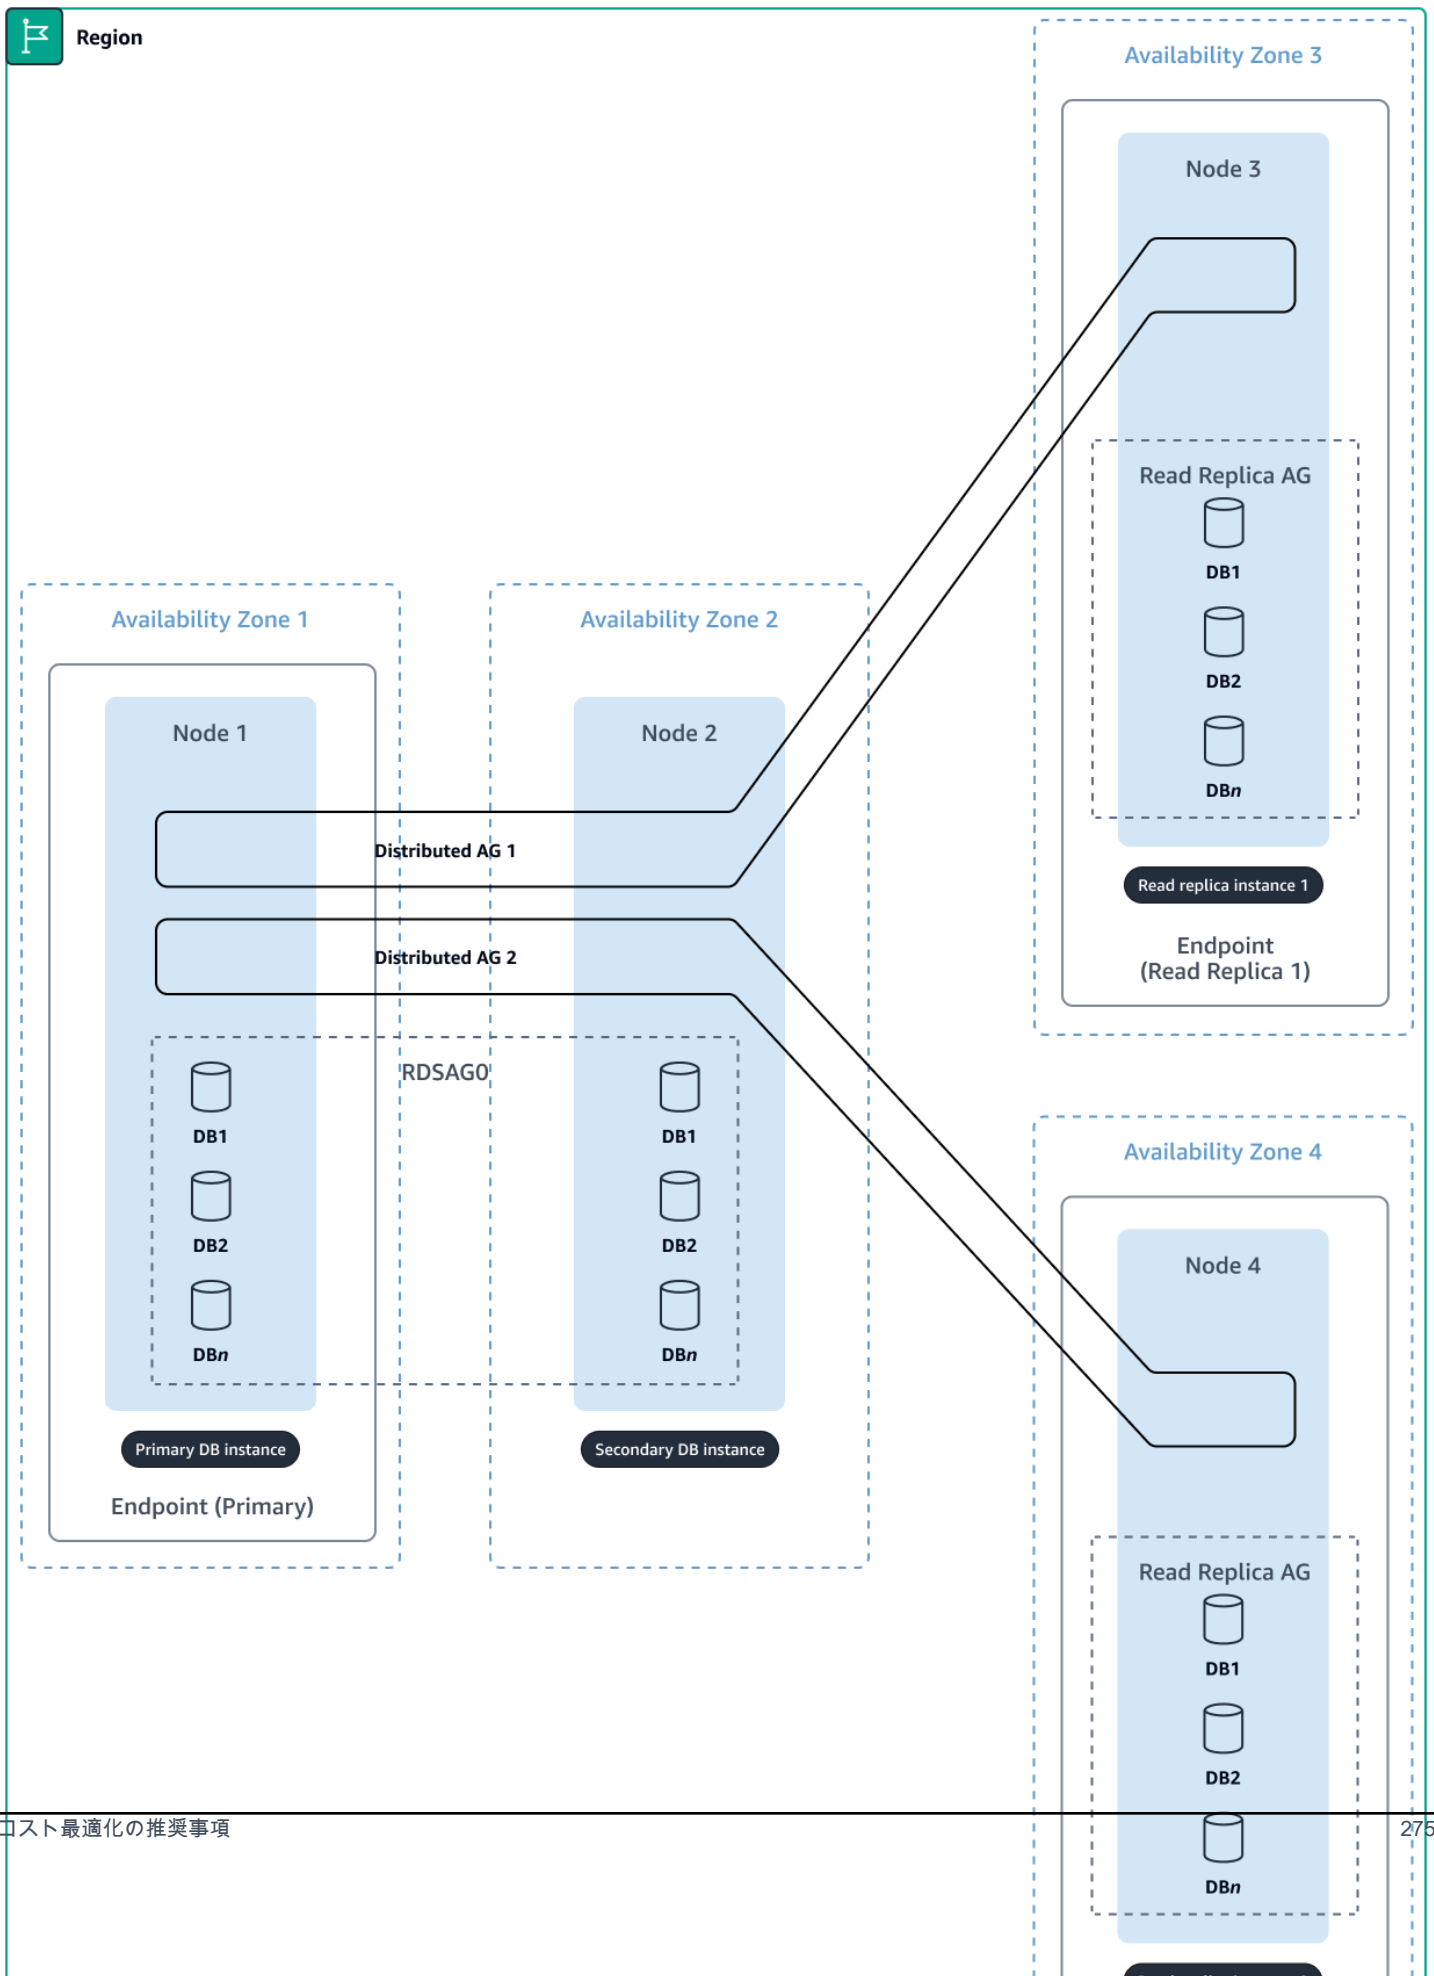 Region
Availability Zone 3
Node 3
Read Replica AG
DB1
DB2
DBn
Read replica instance 1
Endpoint
(Read Replica 1)
Availability Zone 1
Node 1
Availability Zone 2
Node 2
Distributed AG 1
Distributed AG 2
RDSAG0
DB1
DB2
DBn
Primary DB instance
Endpoint (Primary)
DB1
DB2
DBn
Secondary DB instance
Availability Zone 4
Node 4
Read Replica AG
DB1
DB2
DBn
コスト最適化の推奨事項
275